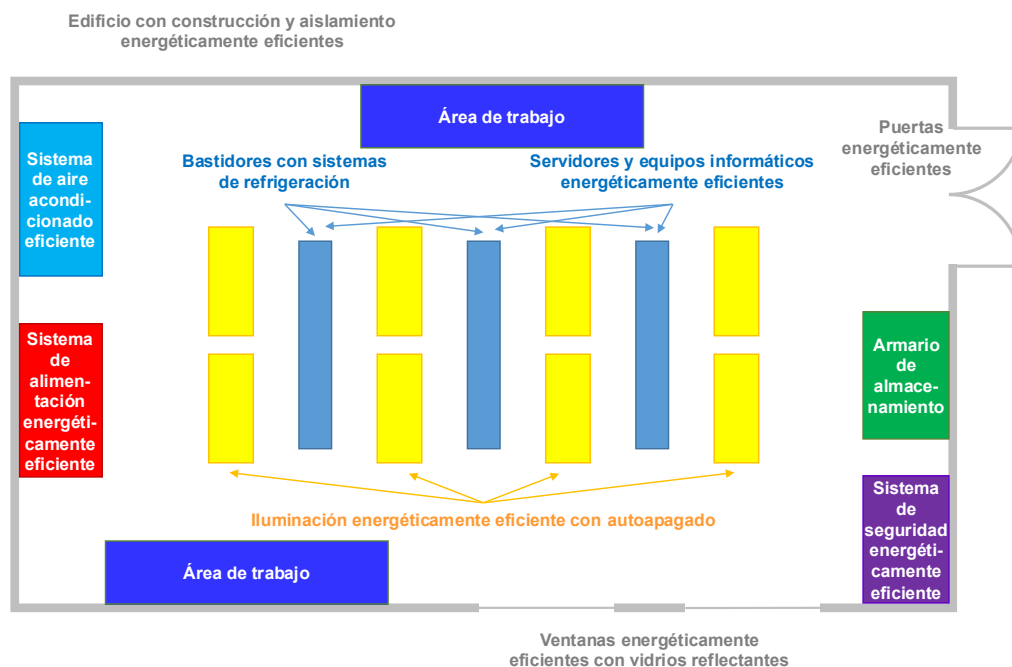 Edificio con construcción y aislamiento
energéticamente eficientes
Área de trabajo
Puertas
energéticamente
eficientes
Sistema
de aire
acondi-
cionado
eficiente
Bastidores con sistemas
de refrigeración
Servidores y equipos informáticos
energéticamente eficientes
Sistema
de
alimen-
tación
energéti-
camente
eficiente
Armario
de
almace-
namiento
Sistema
de
seguridad
energéti-
camente
eficiente
Iluminación energéticamente eficiente con autoapagado
Área de trabajo
Ventanas energéticamente
eficientes con vidrios reflectantes